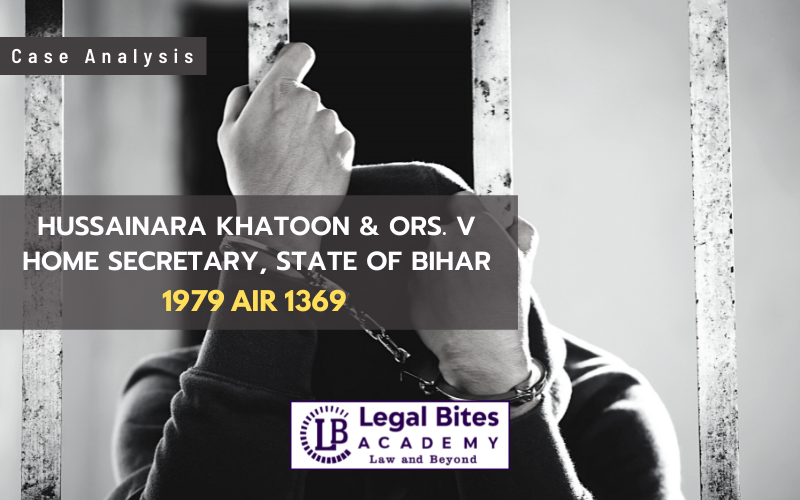 Case Analysis
HUSSAINARA KHATOON & ORS. V
HOME SECRETARY, STATE OF BIHAR
1979 AIR 1369
LB
Legal Bites
ACADEMY
Law and Beyond